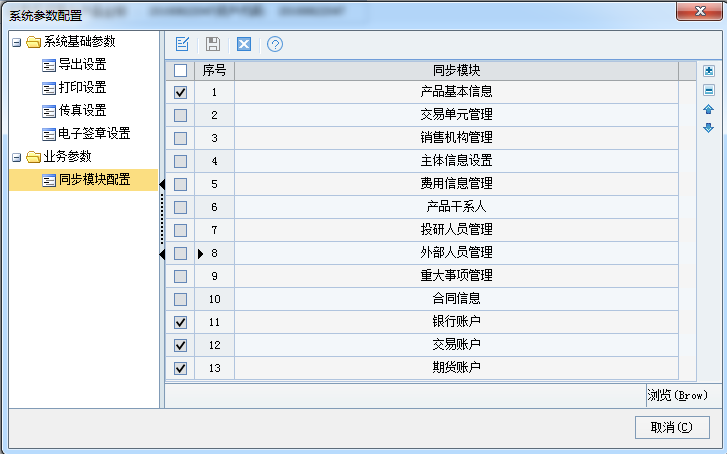 系统参数配置
系统基础参数
导出设置
打印设置
传真设置
电子签章设置
业务参数
同步模块配置
序号 同步模块
1 产品基本信息
2 交易单元管理
3 销售机构管理
4 主体信息设置
5 费用信息管理
6 产品干系人
7 投研人员管理
8 外部人员管理
9 重大事项管理
10 合同信息
11 银行账户
12 交易账户
13 期货账户
浏览(Brow)
取消(C)